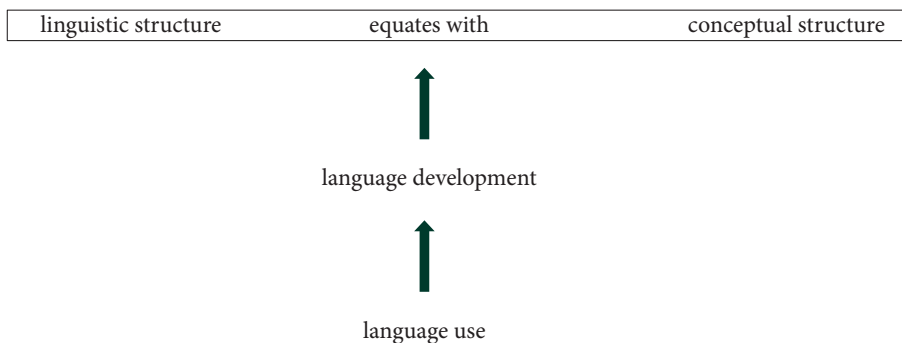 linguistic structure equates with conceptual structure
language development
language use